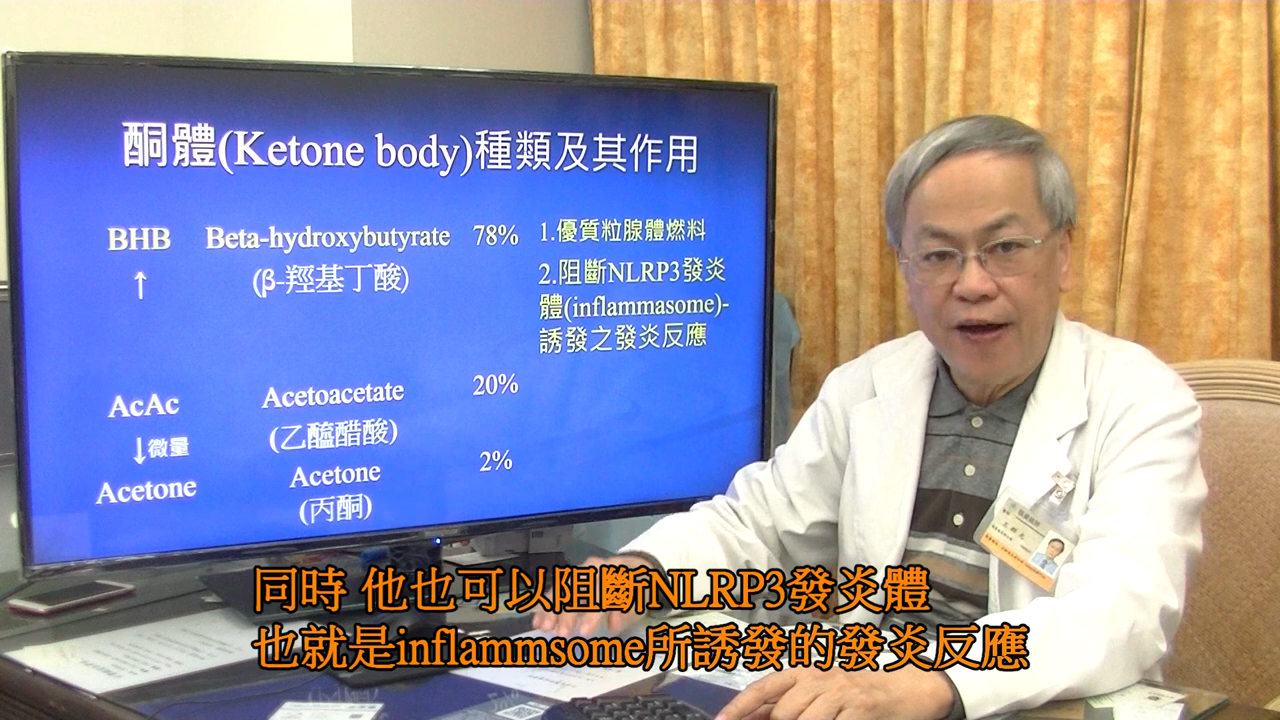 酮體(Ketone body)種類及其作用
BHB Beta-hydroxybutyrate 78% 1.優質粒腺體燃料
↑ (β-羥基丁酸) 2.阻斷NLRP3發炎
體(inflammasome)-
誘發之發炎反應
AcAc Acetoacetate 20%
↓微量 (乙醯醋酸)
Acetone Acetone 2%
(丙酮)
同時 他也可以阻斷NLRP3發炎體
也就是inflammsome所誘發的發炎反應